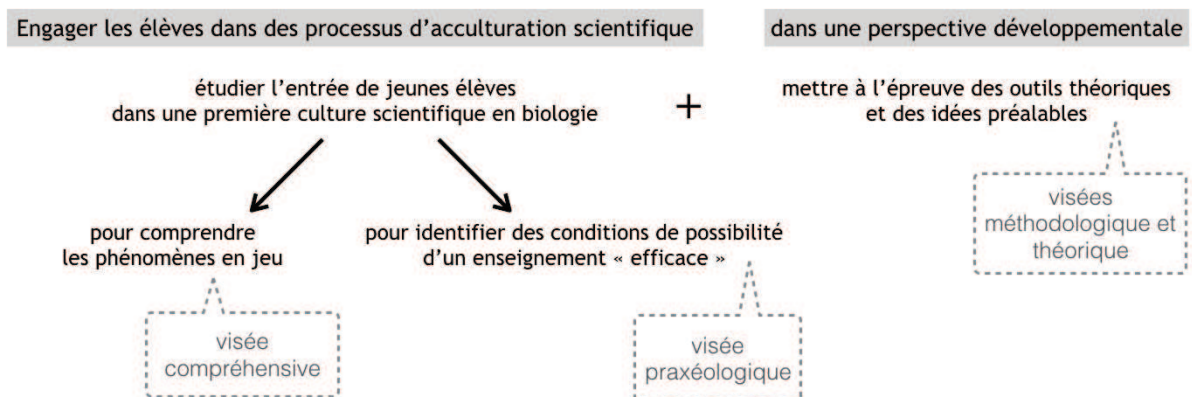 Engager les élèves dans des processus d’acculturation scientifique
dans une perspective développementale
étudier l’entrée de jeunes élèves
dans une première culture scientifique en biologie
+
mettre à l’épreuve des outils théoriques
et des idées préalables
visées
méthodologique et
théorique
pour comprendre
les phénomènes en jeu
pour identifier des conditions de possibilité
d’un enseignement « efficace »
visée
compréhensive
visée
praxéologique